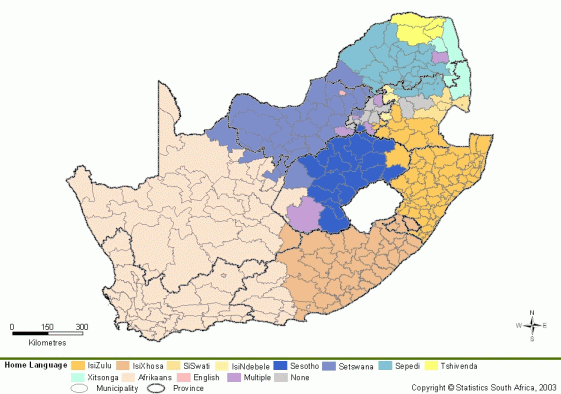 N
W E
S
0 150 300
Kilometres
Home Language IsiZulu IsiXhosa SiSwati IsiNdebele Sesotho Setswana Sepedi Tshivenda
Xitsonga Afrikaans English Multiple None
Municipality Province
Copyright © Statistics South Africa, 2003